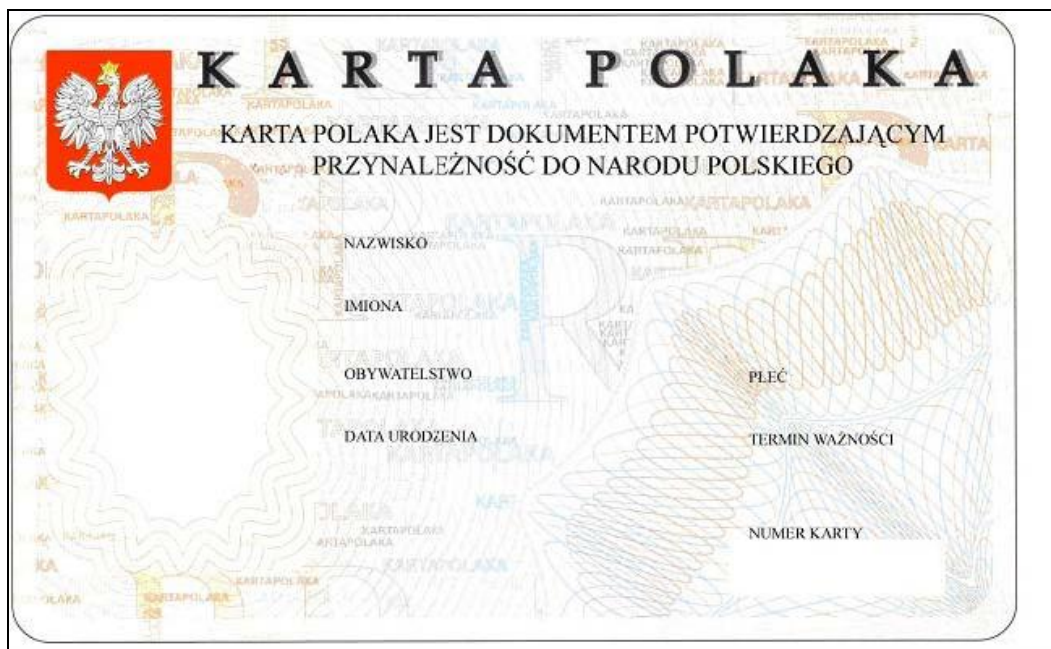 KARTA POLAKA
KARTA POLAKA JEST DOKUMENTEM POTWIERDZAJĄCYM
PRZYNALEŻNOŚĆ DO NARODU POLSKIEGO
NAZWISKO
IMIONA
OBYWATELSTWO
PŁEĆ
DATA URODZENIA
TERMIN WAŻNOŚCI
NUMER KARTY